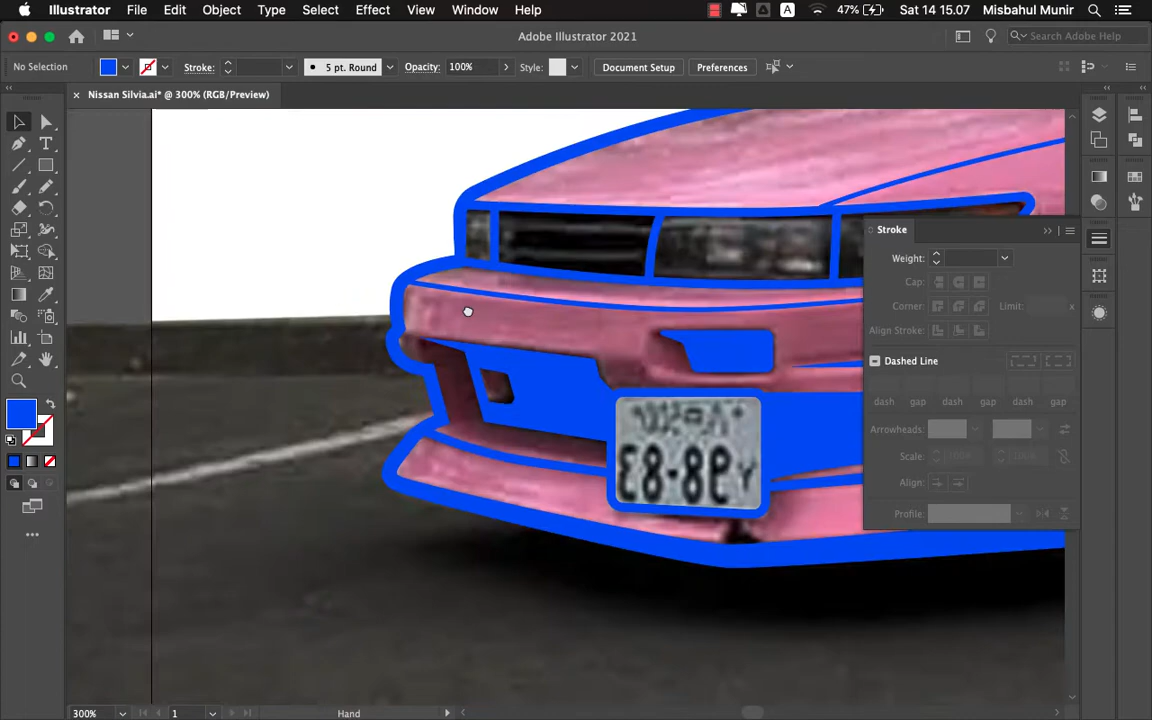 Illustrator File Edit Object Type Select Effect View Window Help A 47% Sat 14 15.07 Misbahul Munir
Adobe Illustrator 2021 Search Adobe Help
No Selection Stroke: 5 pt. Round Opacity: 100% Style: Document Setup Preferences
× Nissan Silvia.ai* @ 300% (RGB/Preview)
Stroke
Weight:
Cap:
Corner: Limit: x
Align Stroke:
Dashed Line
dash gap dash gap dash gap
Arrowheads:
Scale: 100% 100%
Align:
Profile:
300% 1 Hand